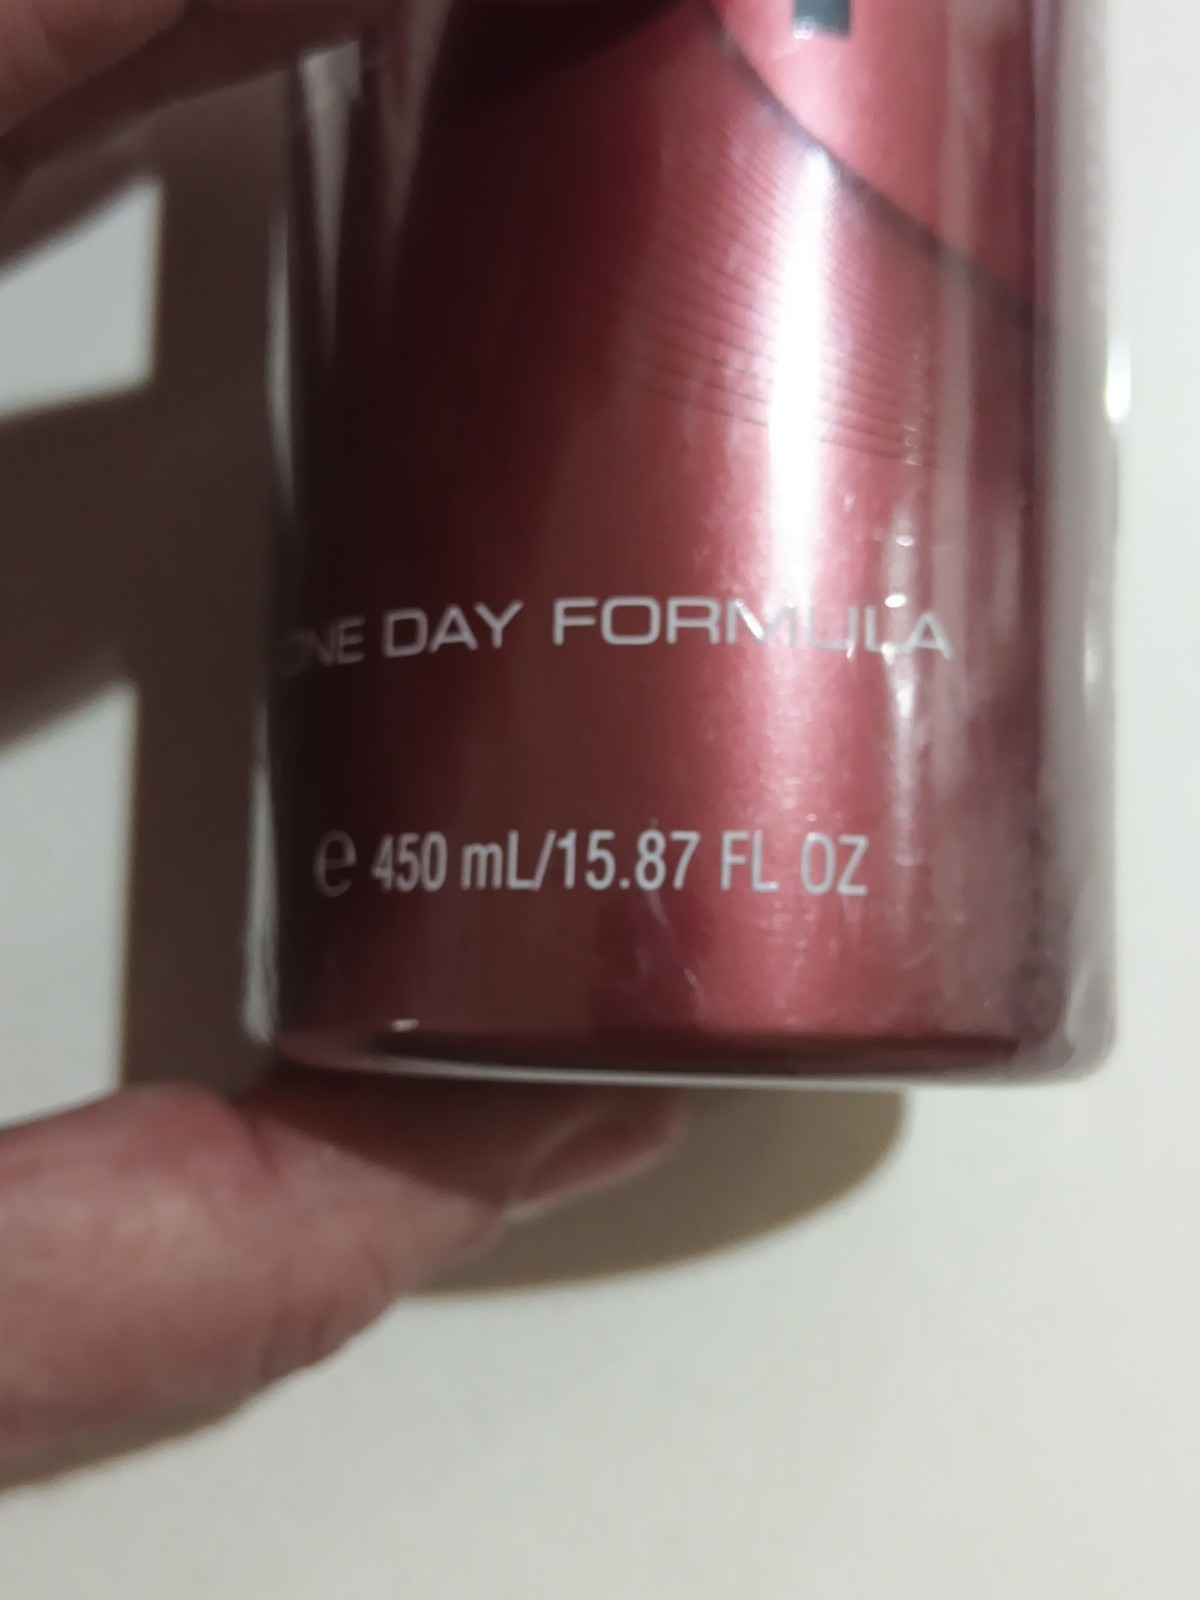 ONE DAY FORMULA
e 450 mL/15.87 FL OZ